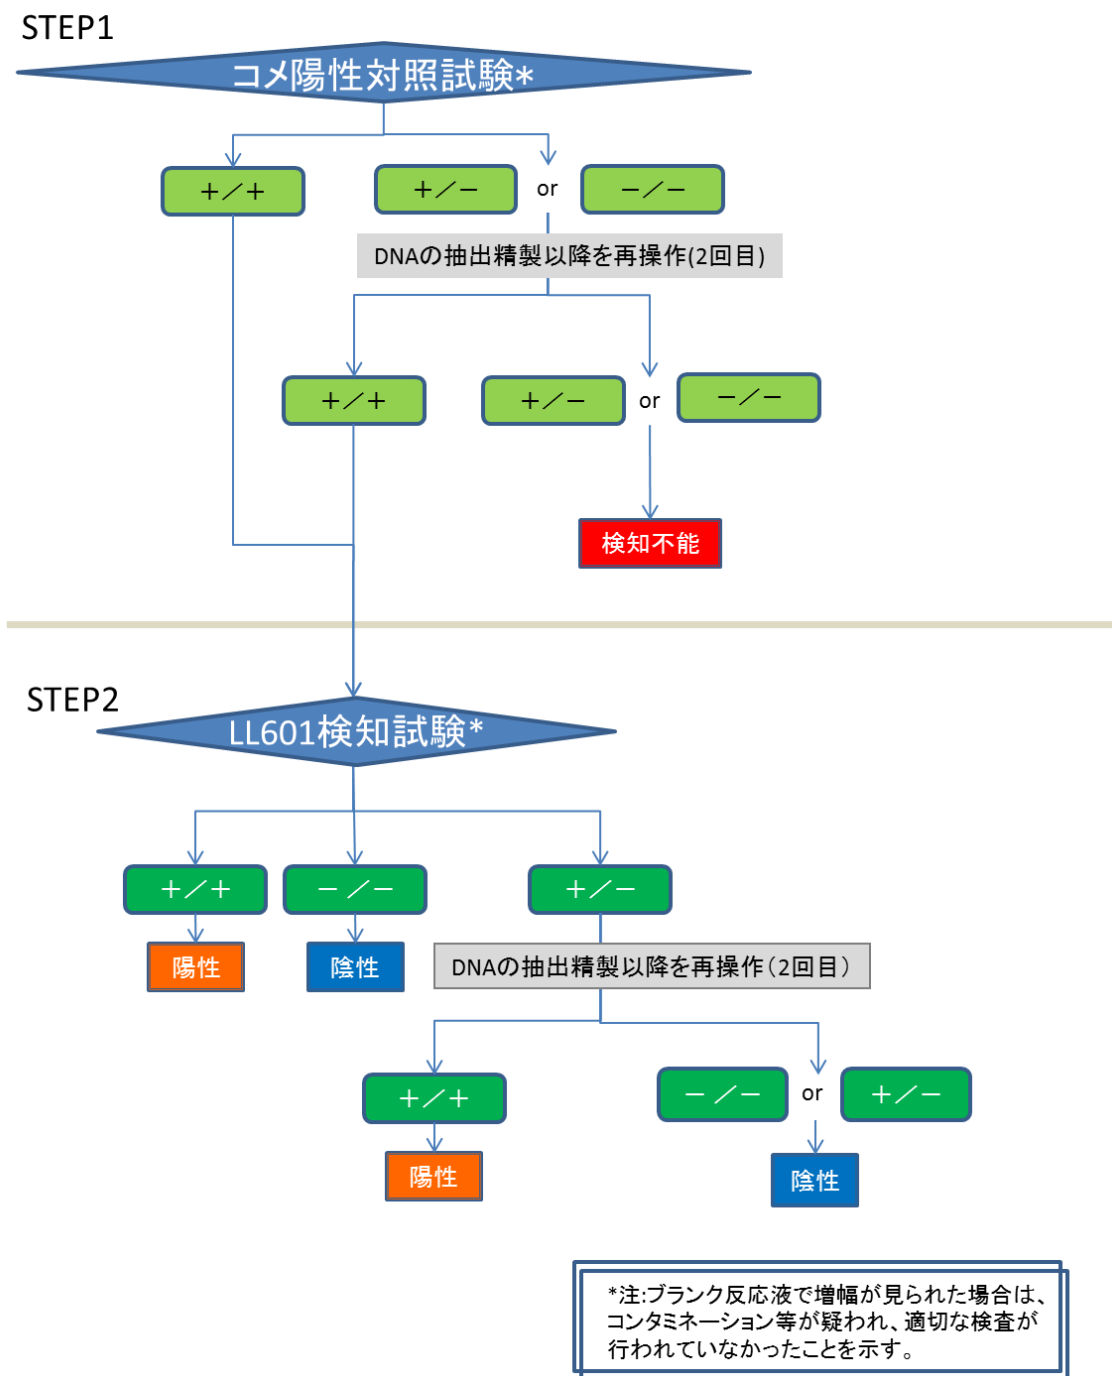 STEP1
コメ陽性対照試験*
+/+
+/−
or
−/−
DNAの抽出精製以降を再操作(2回目)
+/+
+/−
or
−/−
検知不能
STEP2
LL601検知試験*
+/+
−/−
+/−
陽性
陰性
DNAの抽出精製以降を再操作(2回目)
+/+
−/−
or
+/−
陽性
陰性
*注:ブランク反応液で増幅が見られた場合は、
コンタミネーション等が疑われ、適切な検査が
行われていなかったことを示す。